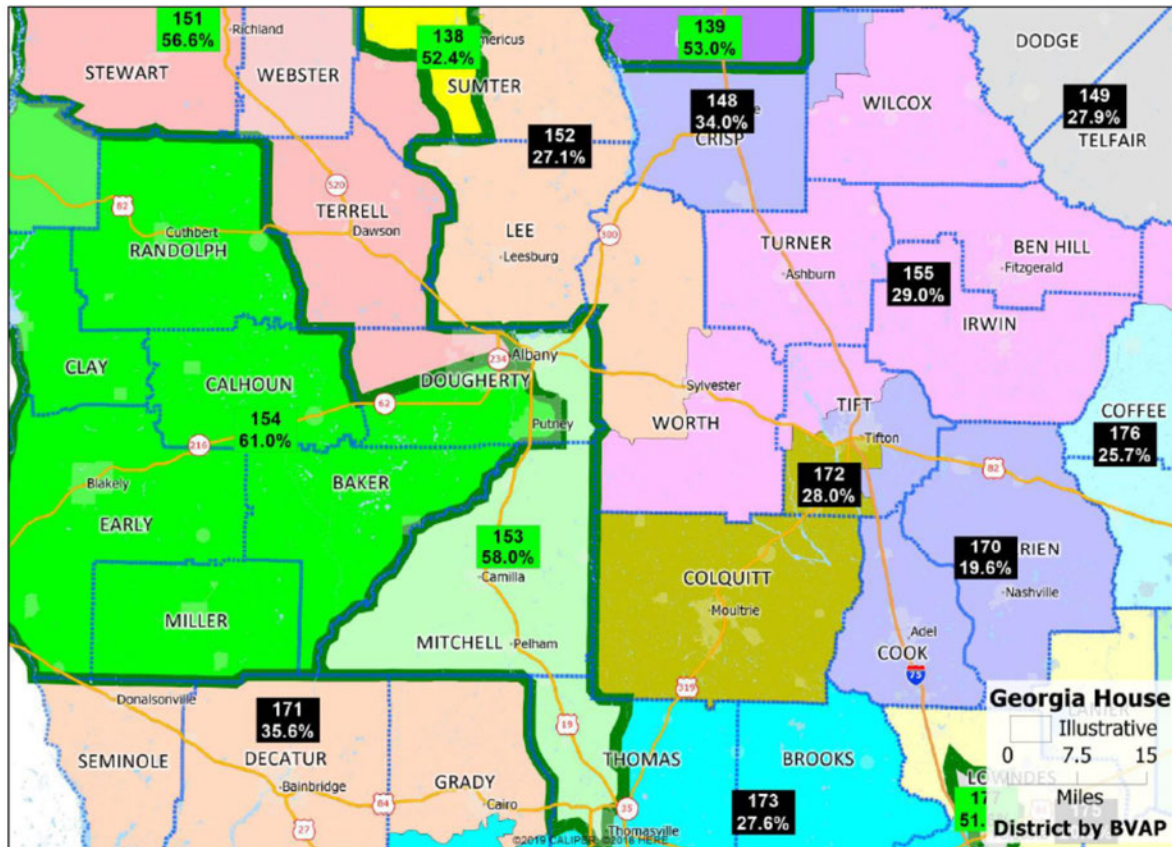 151
56.6%
Richland
STEWART
WEBSTER
138
52.4%
mericus
SUMTER
139
53.0%
DODGE
148
34.0%
CRISP
WILCOX
149
27.9%
TELFAIR
152
27.1%
520
TERRELL
Dawson
82
Cuthbert
RANDOLPH
LEE
Leesburg
300
TURNER
Ashburn
155
29.0%
BEN HILL
Fitzgerald
IRWIN
CLAY
CALHOUN
234
Albany
DOUGHERTY
62
154
61.0%
216
Putney
Sylvester
WORTH
TIFT
Tifton
COFFEE
176
25.7%
82
Blakely
EARLY
BAKER
172
28.0%
153
58.0%
Camilla
COLQUITT
Moultrie
170
19.6%
RIEN
Nashville
MILLER
MITCHELL
Pelham
Adel
COOK
75
319
Donalsonville
171
35.6%
SEMINOLE
DECATUR
Bainbridge
84
27
GRADY
Cairo
19
THOMAS
35
Thomasville
BROOKS
173
27.6%
©2019 CALIPER; ©2018 HERE
Georgia House
Illustrative
0 7.5 15
Miles
District by BVAP
LANIER
LOWNDES
177
51.
175